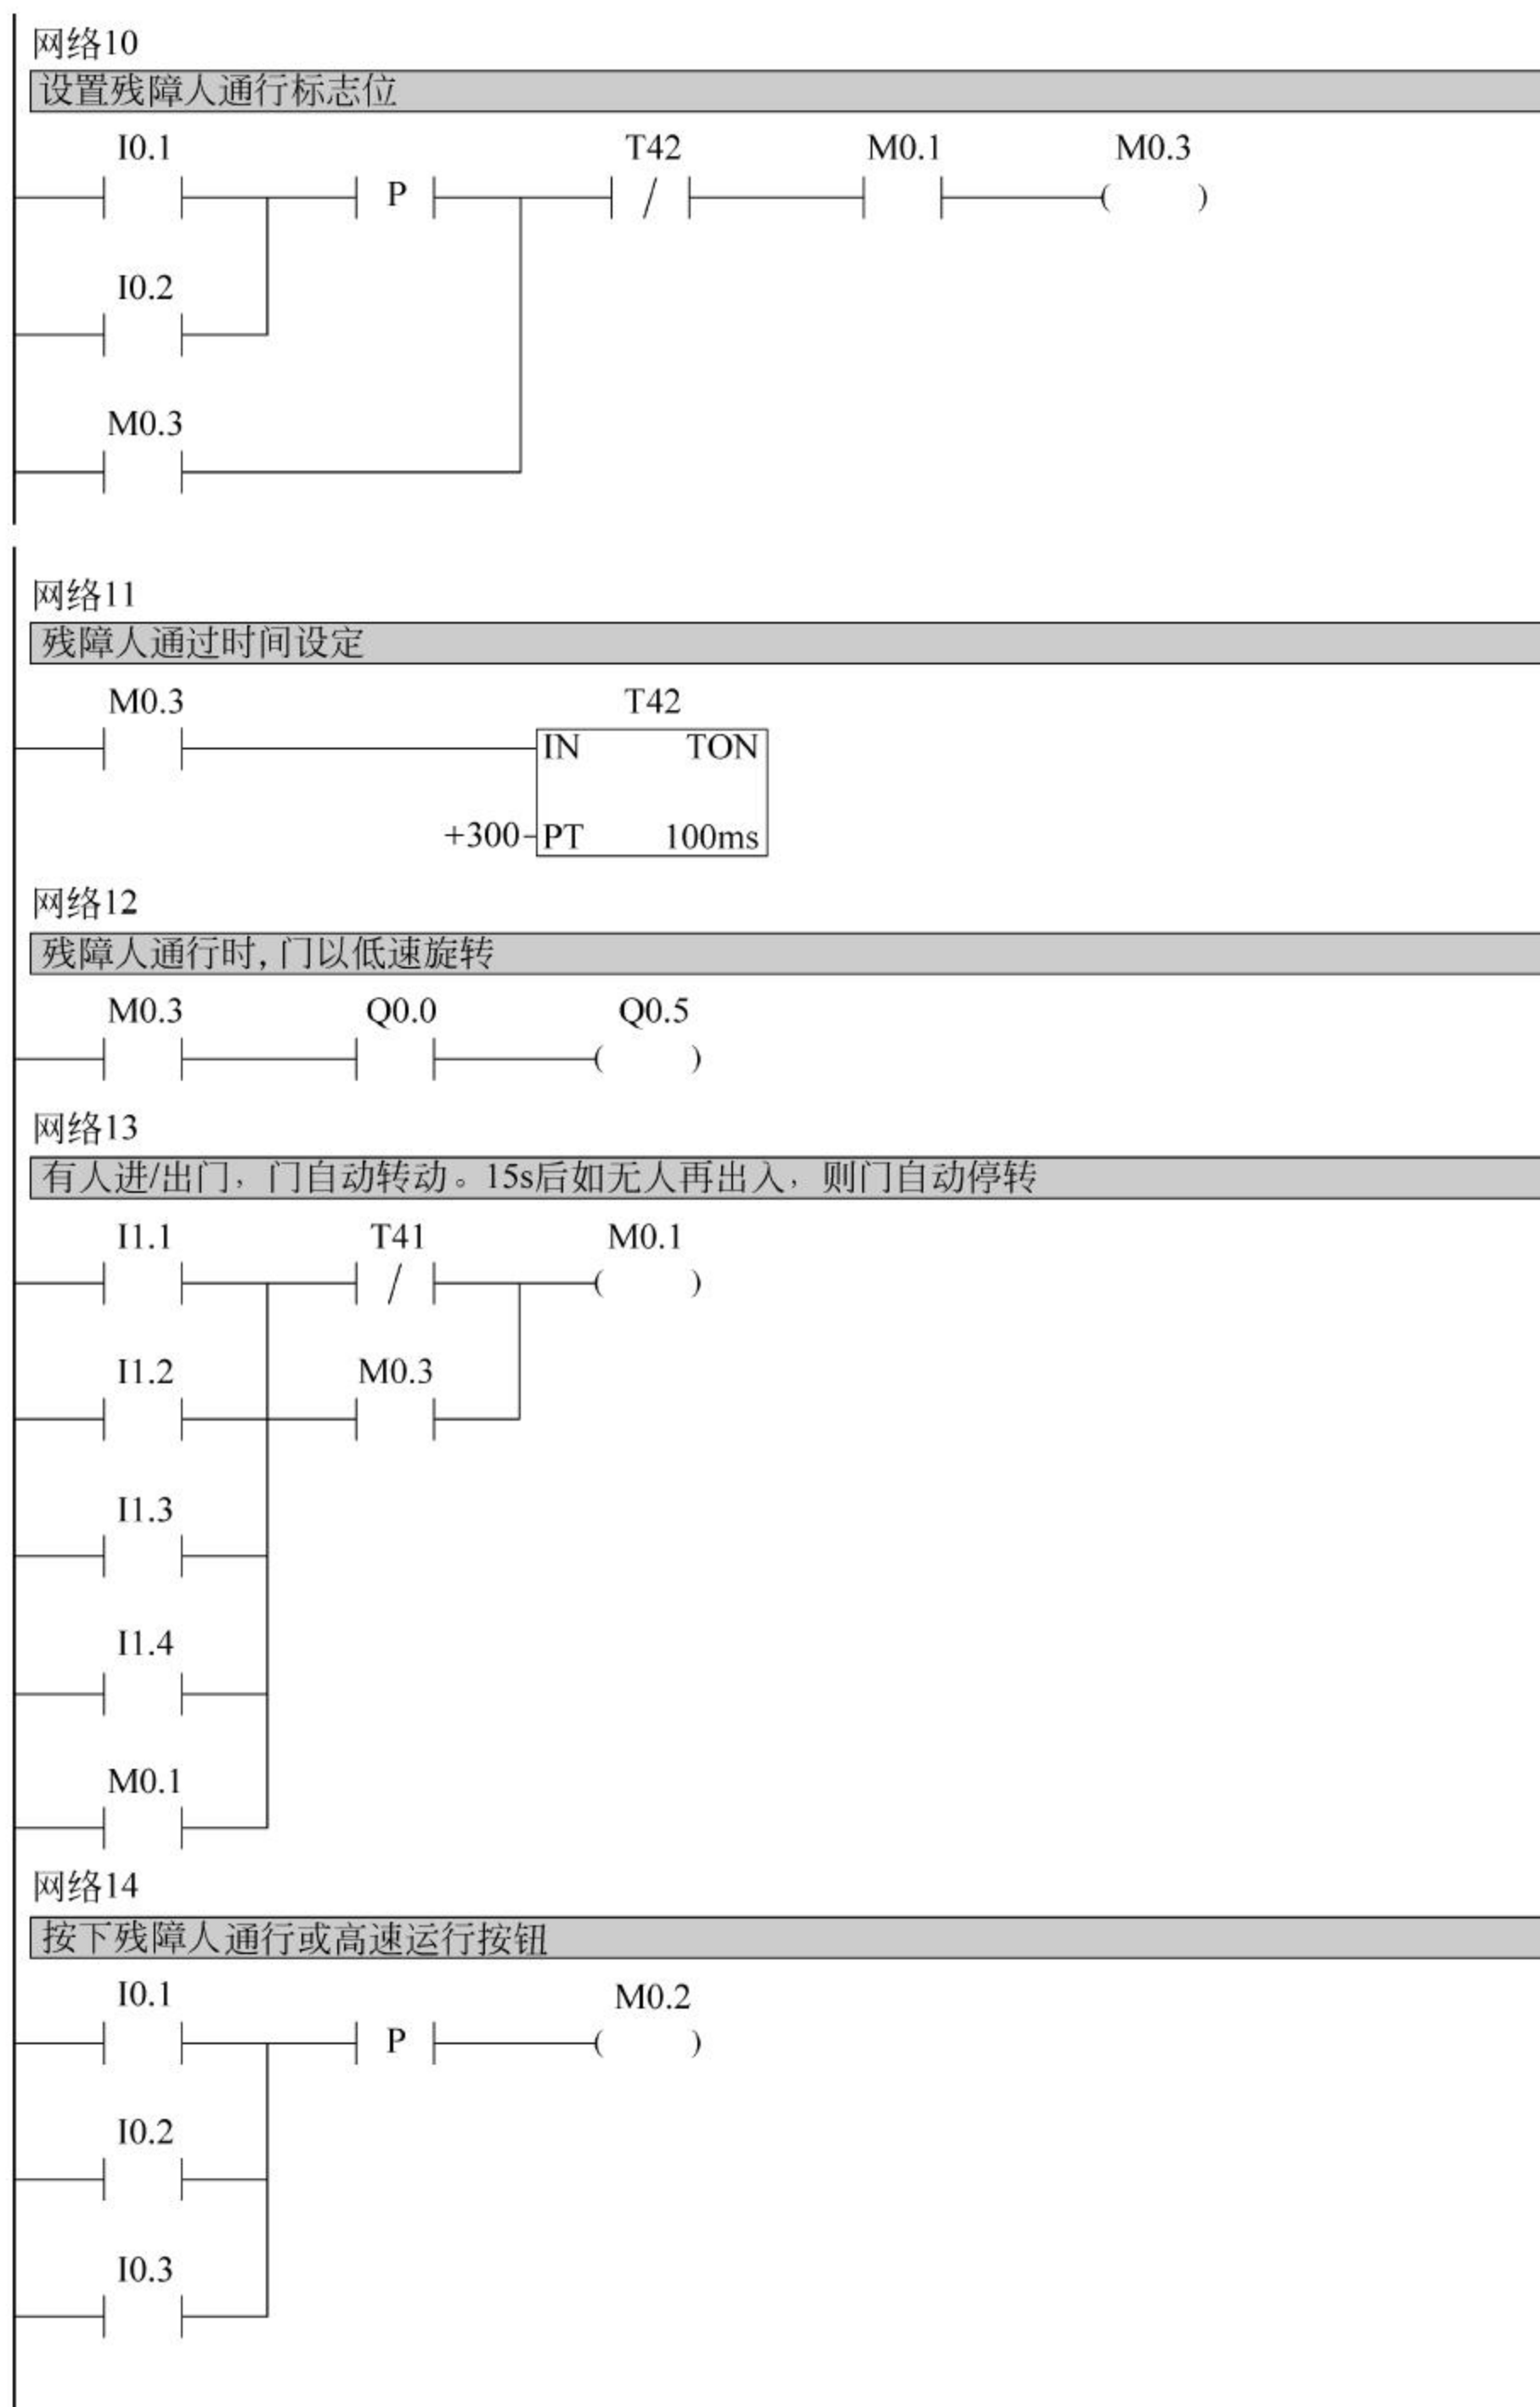 网络10
设置残障人通行标志位
I0.1 T42 M0.1 M0.3
P /
I0.2
M0.3
网络11
残障人通过时间设定
M0.3 T42
IN TON
+300 PT 100ms
网络12
残障人通行时,门以低速旋转
M0.3 Q0.0 Q0.5
网络13
有人进/出门，门自动转动。15s后如无人再出入，则门自动停转
I1.1 T41 M0.1
/
I1.2 M0.3
I1.3
I1.4
M0.1
网络14
按下残障人通行或高速运行按钮
I0.1 M0.2
P
I0.2
I0.3